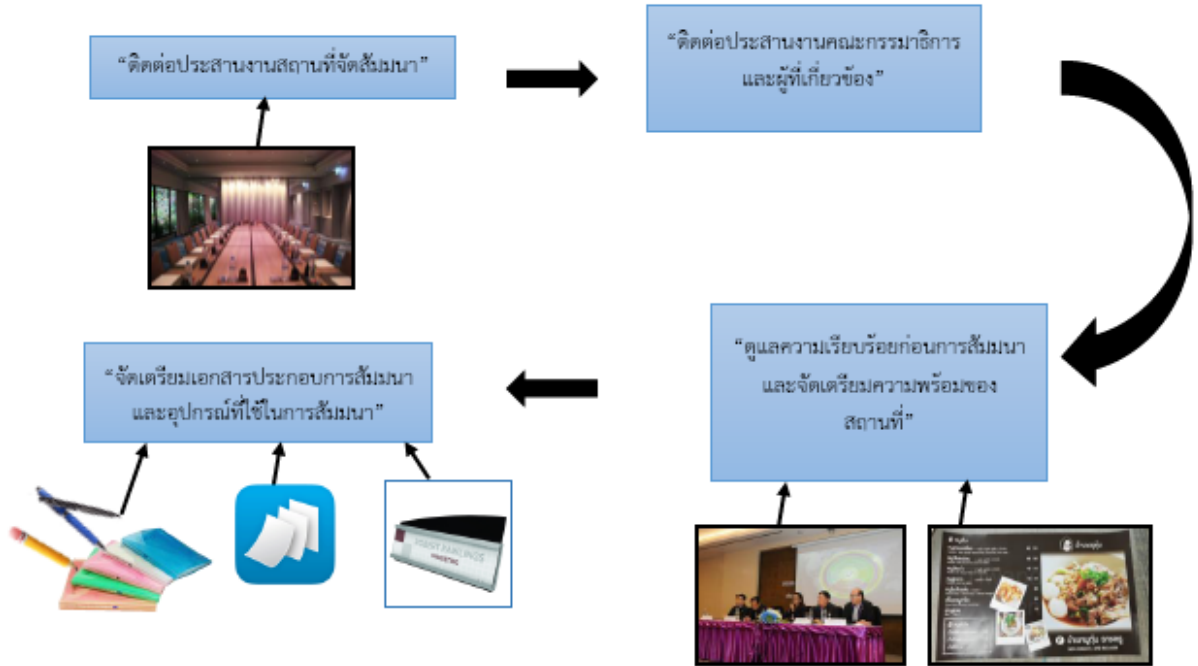 “ติดต่อประสานงานสถานที่จัดสัมมนา”
“ติดต่อประสานงานคณะกรรมาธิการ
และผู้ที่เกี่ยวข้อง”
“ดูแลความเรียบร้อยก่อนการสัมมนา
และจัดเตรียมความพร้อมของ
สถานที่”
“จัดเตรียมเอกสารประกอบการสัมมนา
และอุปกรณ์ที่ใช้ในการสัมมนา”